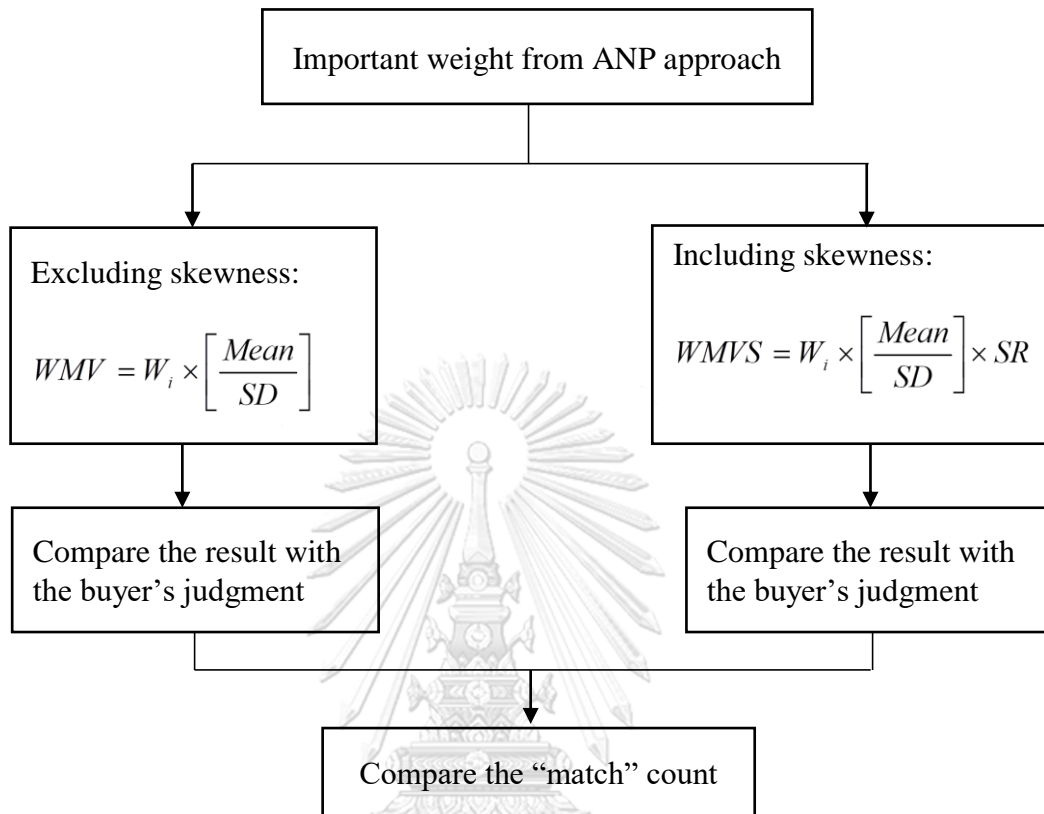 Important weight from ANP approach
Excluding skewness:
WMV = W_i × [Mean / SD]
Including skewness:
WMVS = W_i × [Mean / SD] × SR
Compare the result with
the buyer’s judgment
Compare the result with
the buyer’s judgment
Compare the “match” count